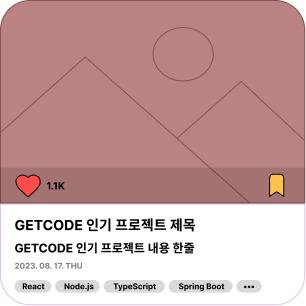 1.1K
GETCODE 인기 프로젝트 제목
GETCODE 인기 프로젝트 내용 한줄
2023. 08. 17. THU
React Node.js TypeScript Spring Boot •••